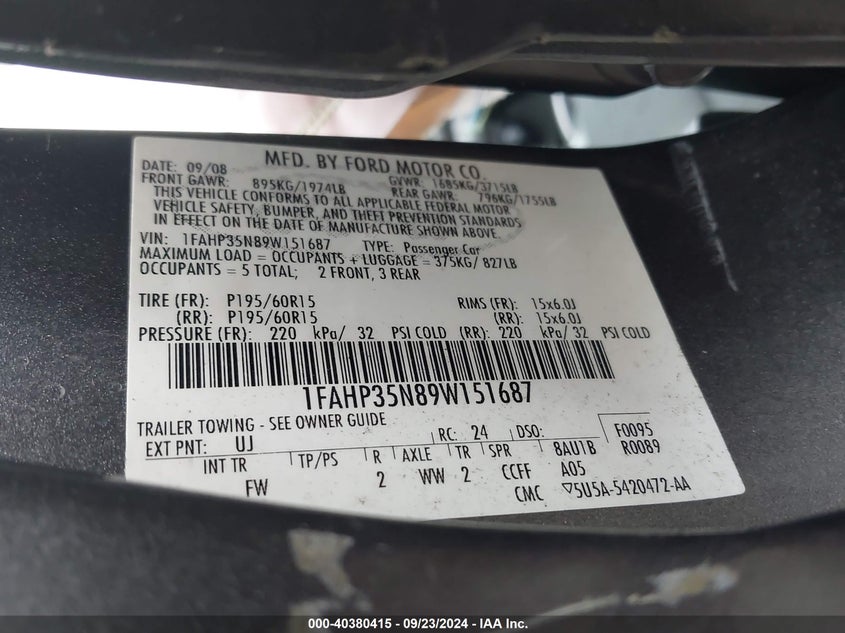 MFD. BY FORD MOTOR CO.
DATE: 09/08 GVWR: 1685KG/3715LB
FRONT GAWR: 895KG/1974LB REAR GAWR: 796KG/1755LB
THIS VEHICLE CONFORMS TO ALL APPLICABLE FEDERAL MOTOR
VEHICLE SAFETY, BUMPER, AND THEFT PREVENTION STANDARDS
IN EFFECT ON THE DATE OF MANUFACTURE SHOWN ABOVE.
VIN: 1FAHP35N89W151687 TYPE: Passenger Car
MAXIMUM LOAD = OCCUPANTS + LUGGAGE = 375KG/ 827LB
OCCUPANTS = 5 TOTAL; 2 FRONT, 3 REAR
TIRE (FR): P195/60R15 RIMS (FR): 15x6.0J
(RR): P195/60R15 (RR): 15x6.0J
PRESSURE (FR): 220 kPa/ 32 PSI COLD (RR): 220 kPa/ 32 PSI COLD
1FAHP35N89W151687
TRAILER TOWING - SEE OWNER GUIDE
EXT PNT: UJ RC: 24 DSO: F0095
INT TR TP/PS R AXLE TR SPR 8AU1B R0089
FW 2 WW 2 CCFF A05
CMC ▽5U5A-5420472-AA
000-40380415 - 09/23/2024 - IAA Inc.